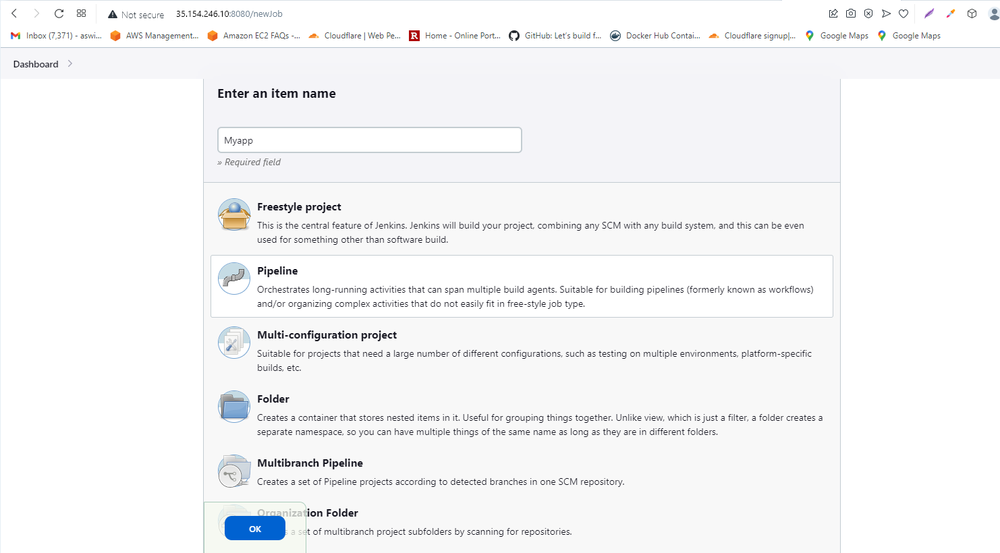 Not secure 35.154.246.10:8080/newJob
Inbox (7,371) - aswi... AWS Management... Amazon EC2 FAQs -... Cloudflare | Web Pe... Home - Online Port... GitHub: Let's build f... Docker Hub Contai... Cloudflare signup|... Google Maps Google Maps
Dashboard
Enter an item name
Myapp
» Required field
Freestyle project
This is the central feature of Jenkins. Jenkins will build your project, combining any SCM with any build system, and this can be even
used for something other than software build.
Pipeline
Orchestrates long-running activities that can span multiple build agents. Suitable for building pipelines (formerly known as workflows)
and/or organizing complex activities that do not easily fit in free-style job type.
Multi-configuration project
Suitable for projects that need a large number of different configurations, such as testing on multiple environments, platform-specific
builds, etc.
Folder
Creates a container that stores nested items in it. Useful for grouping things together. Unlike view, which is just a filter, a folder creates a
separate namespace, so you can have multiple things of the same name as long as they are in different folders.
Multibranch Pipeline
Creates a set of Pipeline projects according to detected branches in one SCM repository.
Organization Folder
a set of multibranch project subfolders by scanning for repositories.
OK